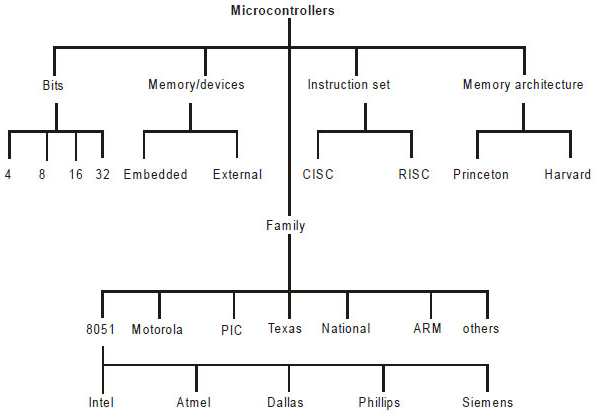 Microcontrollers
Bits Memory/devices Instruction set Memory architecture
4 8 16 32 Embedded External CISC RISC Princeton Harvard
Family
8051 Motorola PIC Texas National ARM others
Intel Atmel Dallas Phillips Siemens